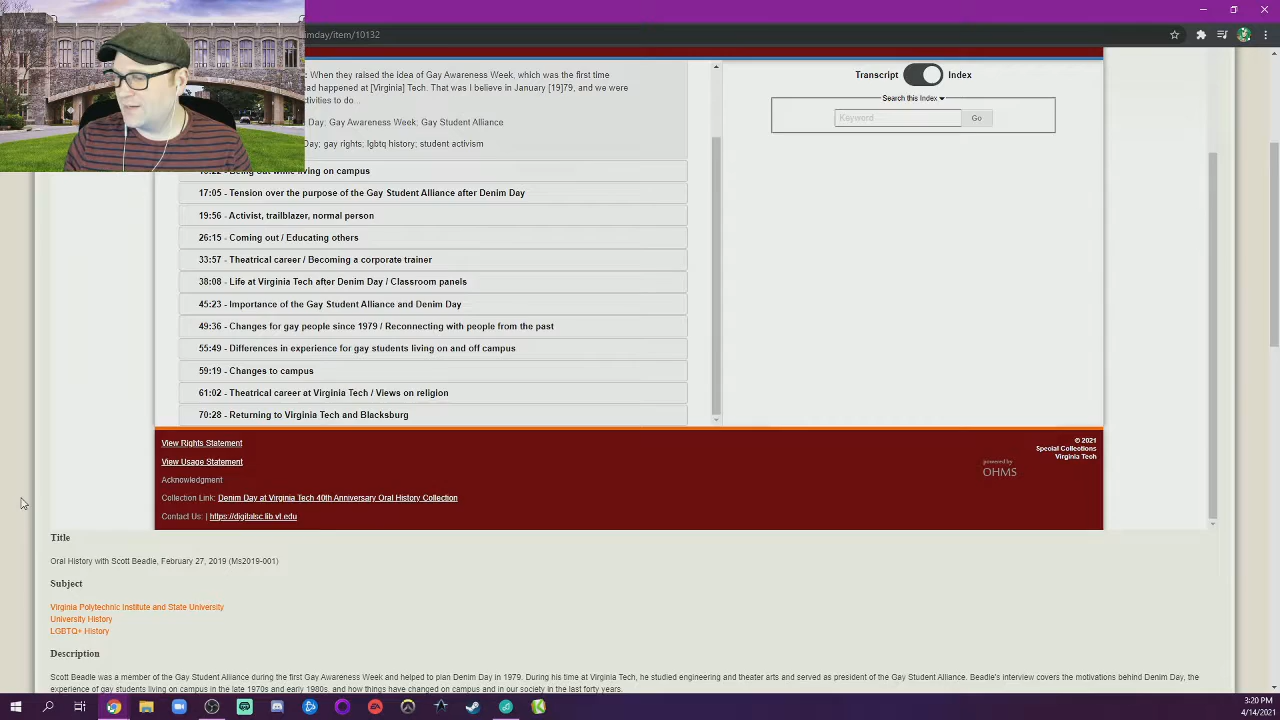 mday/item/10132
Transcript Index
- When they raised the idea of Gay Awareness Week, which was the first time
ad happened at [Virginia] Tech. That was I believe in January [19]79, and we were
tivities to do...
Search this Index
Keyword Go
Day; Gay Awareness Week; Gay Student Alliance
Day; gay rights; lgbtq history; student activism
Being out while living on campus
17:05 - Tension over the purpose of the Gay Student Alliance after Denim Day
19:56 - Activist, trailblazer, normal person
26:15 - Coming out / Educating others
33:57 - Theatrical career / Becoming a corporate trainer
38:08 - Life at Virginia Tech after Denim Day / Classroom panels
45:23 - Importance of the Gay Student Alliance and Denim Day
49:36 - Changes for gay people since 1979 / Reconnecting with people from the past
55:49 - Differences in experience for gay students living on and off campus
59:19 - Changes to campus
61:02 - Theatrical career at Virginia Tech / Views on religion
70:28 - Returning to Virginia Tech and Blacksburg
View Rights Statement
View Usage Statement
Acknowledgment
Collection Link: Denim Day at Virginia Tech 40th Anniversary Oral History Collection
Contact Us: | https://digitalsc.lib.vt.edu
powered by
OHMS
© 2021
Special Collections
Virginia Tech
Title
Oral History with Scott Beadle, February 27, 2019 (Ms2019-001)
Subject
Virginia Polytechnic Institute and State University
University History
LGBTQ+ History
Description
Scott Beadle was a member of the Gay Student Alliance during the first Gay Awareness Week and helped to plan Denim Day in 1979. During his time at Virginia Tech, he studied engineering and theater arts and served as president of the Gay Student Alliance. Beadle's interview covers the motivations behind Denim Day, the
experience of gay students living on campus in the late 1970s and early 1980s, and how things have changed on campus and in our society in the last forty years.
3:20 PM
4/14/2021